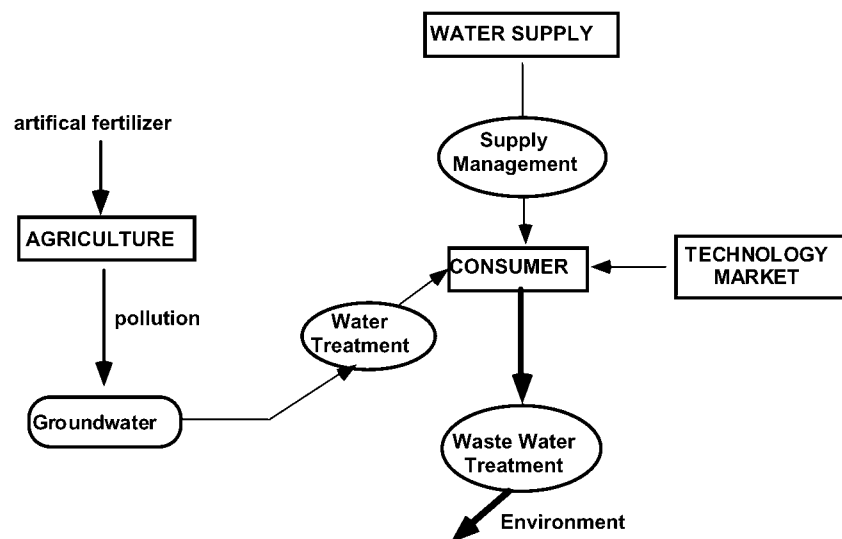 WATER SUPPLY
artifical fertilizer
Supply
Management
AGRICULTURE
CONSUMER
TECHNOLOGY
MARKET
pollution
Water
Treatment
Groundwater
Waste Water
Treatment
Environment